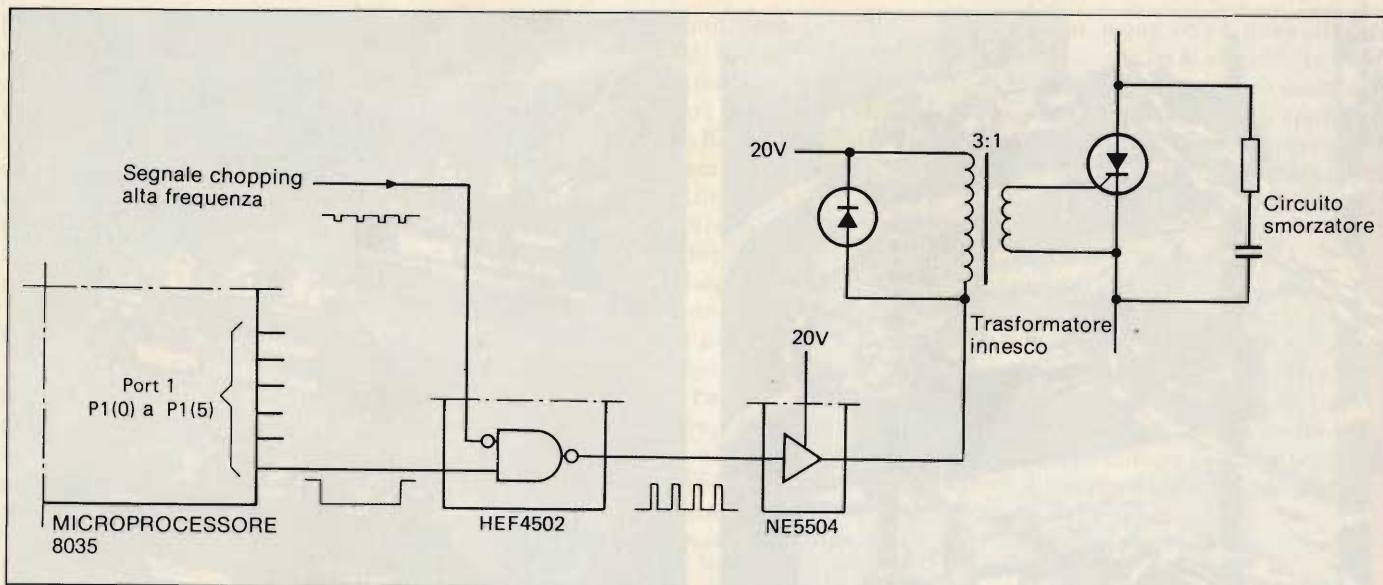 Segnale chopping
alta frequenza
Port 1
P1(0) a P1(5)
MICROPROCESSORE
8035
HEF4502
NE5504
20V
20V
3:1
Trasformatore
innesco
Circuito
smorzatore